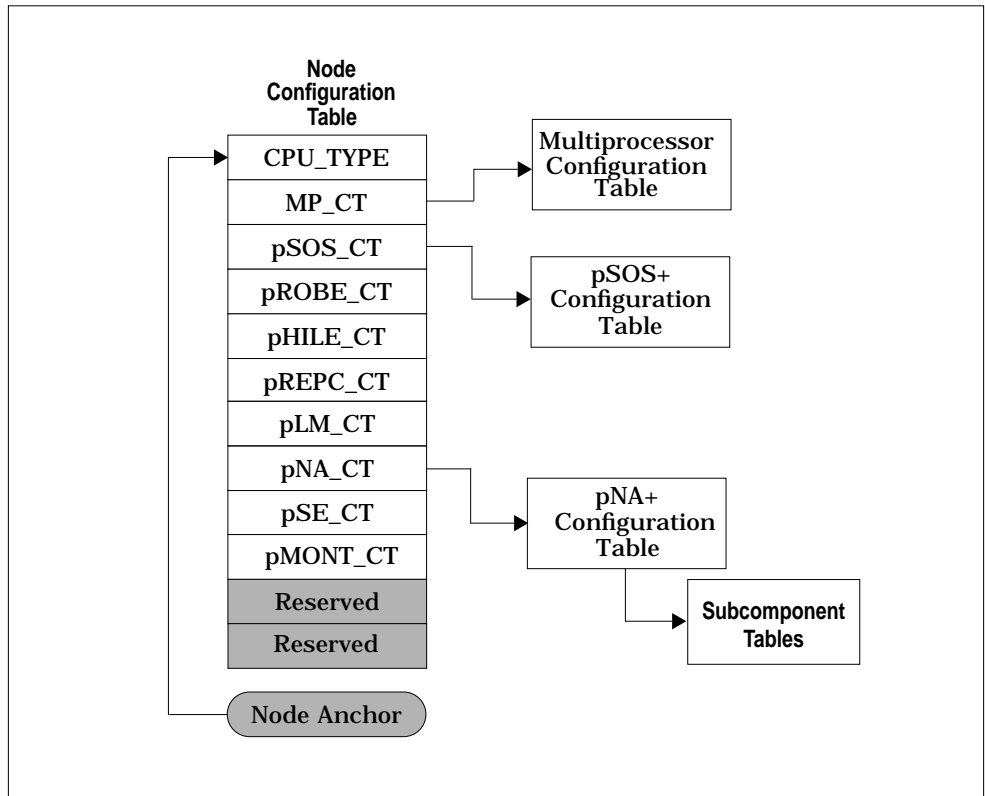 Node
Configuration
Table
CPU_TYPE
MP_CT
pSOS_CT
pROBE_CT
pHILE_CT
pREPC_CT
pLM_CT
pNA_CT
pSE_CT
pMONT_CT
Reserved
Reserved
Node Anchor
Multiprocessor
Configuration
Table
pSOS+
Configuration
Table
pNA+
Configuration
Table
Subcomponent
Tables